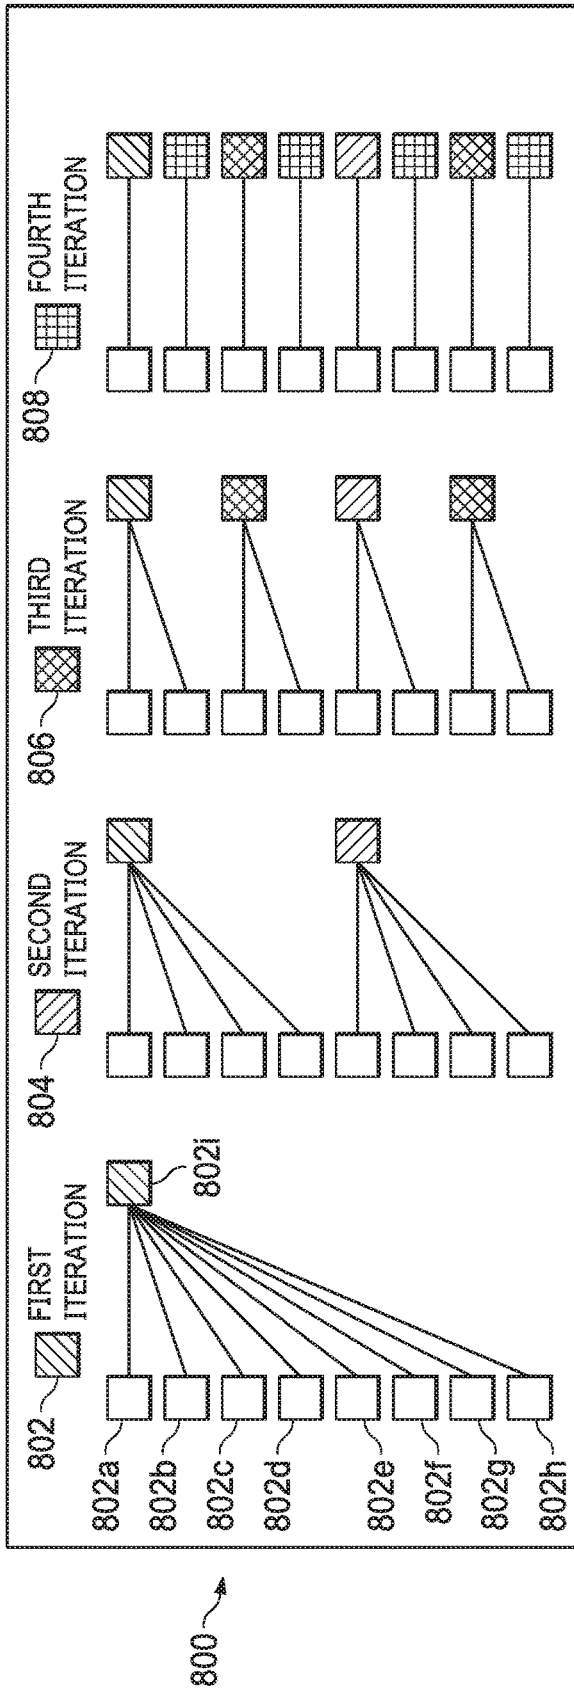 800
802
FIRST
ITERATION
804
SECOND
ITERATION
806
THIRD
ITERATION
808
FOURTH
ITERATION
802a
802b
802c
802d
802e
802f
802g
802h
802i